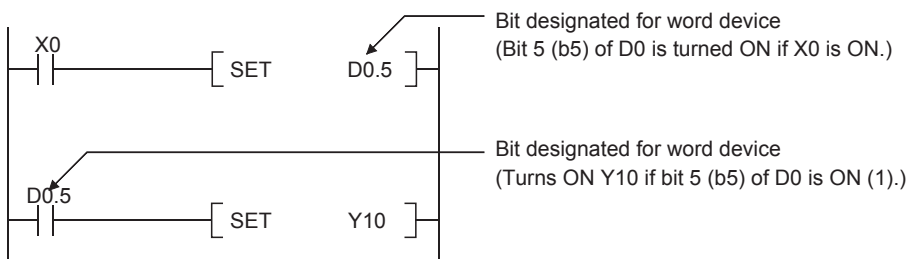 Bit designated for word device
(Bit 5 (b5) of D0 is turned ON if X0 is ON.)
X0
SET D0.5
Bit designated for word device
(Turns ON Y10 if bit 5 (b5) of D0 is ON (1).)
D0.5
SET Y10